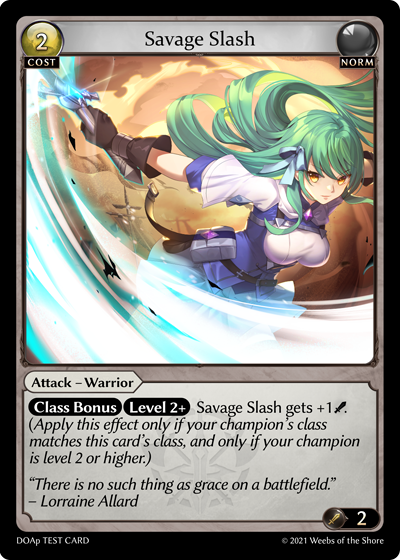 2
Savage Slash
COST
NORM
Attack – Warrior
Class Bonus Level 2+ Savage Slash gets +1.
(Apply this effect only if your champion's class
matches this card's class, and only if your champion
is level 2 or higher.)
“There is no such thing as grace on a battlefield.”
– Lorraine Allard
2
DOAp TEST CARD
© 2021 Weebs of the Shore